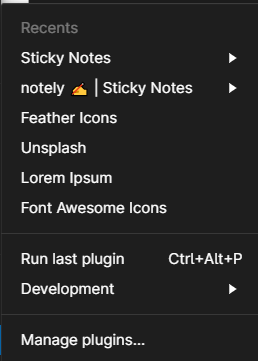 Recents
Sticky Notes
notely ✍️ | Sticky Notes
Feather Icons
Unsplash
Lorem Ipsum
Font Awesome Icons
Run last plugin Ctrl+Alt+P
Development
Manage plugins...